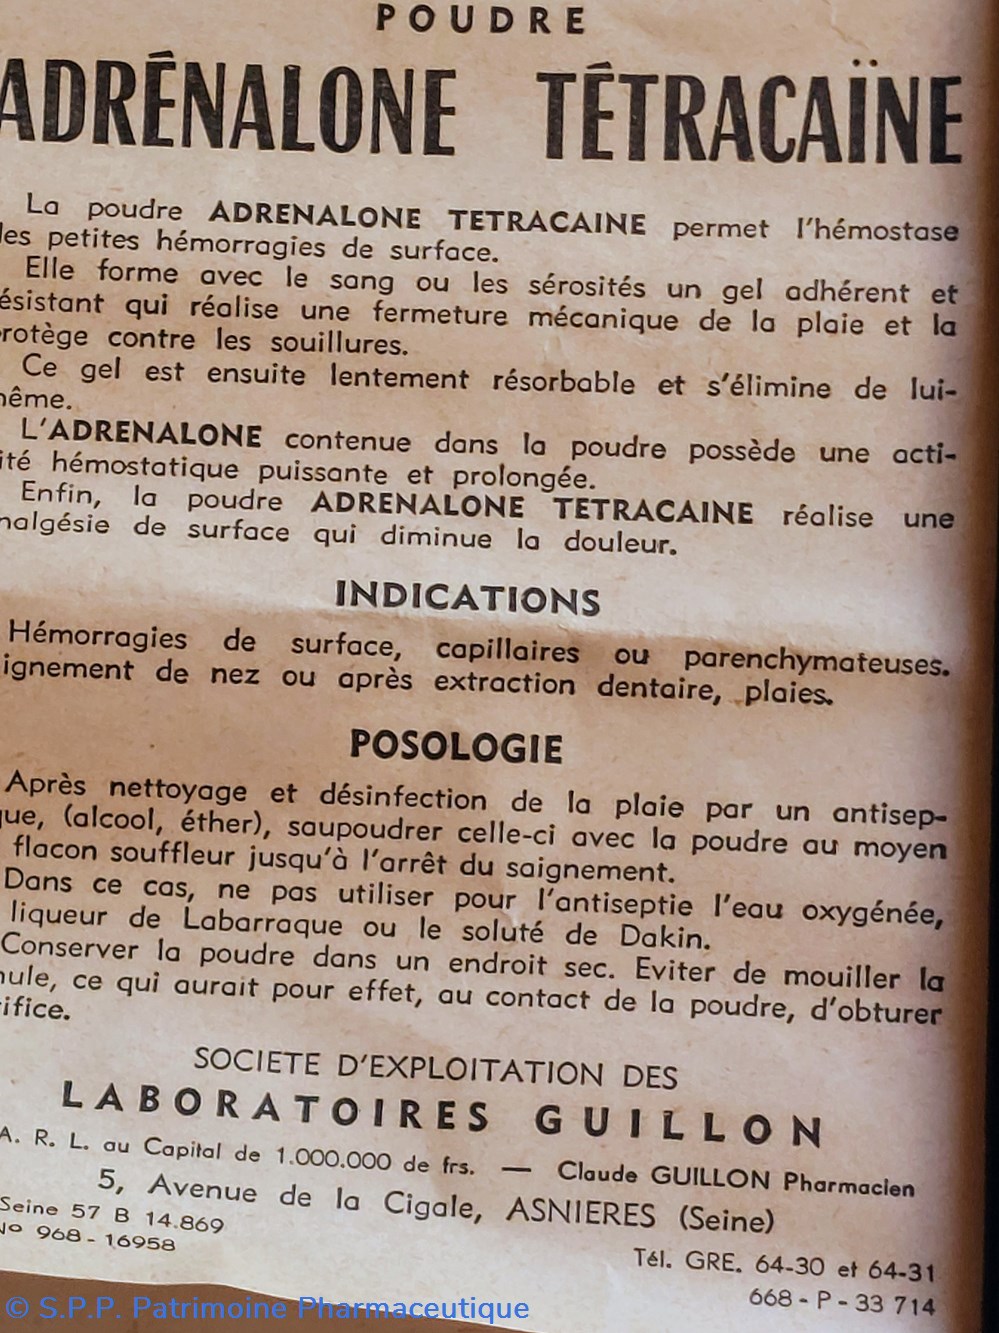 POUDRE
ADRÉNALONE TÉTRACAÏNE
La poudre ADRENALONE TETRACAINE permet l'hémostase
des petites hémorragies de surface.
Elle forme avec le sang ou les sérosités un gel adhérent et
ésistant qui réalise une fermeture mécanique de la plaie et la
rotège contre les souillures.
Ce gel est ensuite lentement résorbable et s'élimine de lui-
ême.
L'ADRENALONE contenue dans la poudre possède une acti-
ité hémostatique puissante et prolongée.
Enfin, la poudre ADRENALONE TETRACAINE réalise une
nalgésie de surface qui diminue la douleur.
INDICATIONS
Hémorragies de surface, capillaires ou parenchymateuses.
ignement de nez ou après extraction dentaire, plaies.
POSOLOGIE
Après nettoyage et désinfection de la plaie par un antisep-
que, (alcool, éther), saupoudrer celle-ci avec la poudre au moyen
flacon souffleur jusqu'à l'arrêt du saignement.
Dans ce cas, ne pas utiliser pour l'antiseptie l'eau oxygénée,
liqueur de Labarraque ou le soluté de Dakin.
Conserver la poudre dans un endroit sec. Eviter de mouiller la
nule, ce qui aurait pour effet, au contact de la poudre, d'obturer
ifice.
SOCIETE D'EXPLOITATION DES
LABORATOIRES GUILLON
A. R. L. au Capital de 1.000.000 de frs. — Claude GUILLON Pharmacien
5, Avenue de la Cigale, ASNIERES (Seine)
Seine 57 B 14.869
Nº 968 - 16958
Tél. GRE. 64-30 et 64-31
668 - P - 33 714
© S.P.P. Patrimoine Pharmaceutique